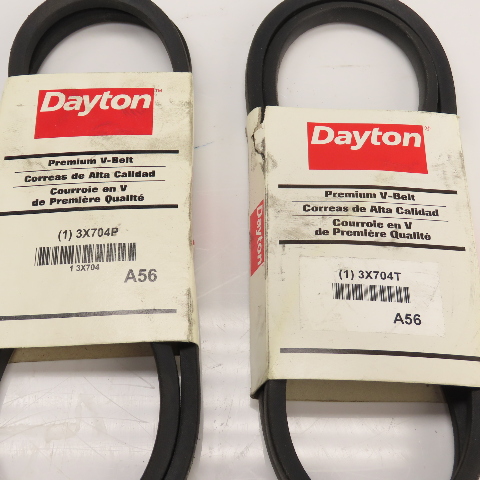 Dayton™
Premium V-Belt
Correas de Alta Calidad
Courroie en V
de Première Qualité
(1) 3X704P
1 3X704
A56
Dayton
Dayton
Premium V-Belt
Correas de Alta Calidad
Courroie en V
de Première Qualité
(1) 3X704T
A56